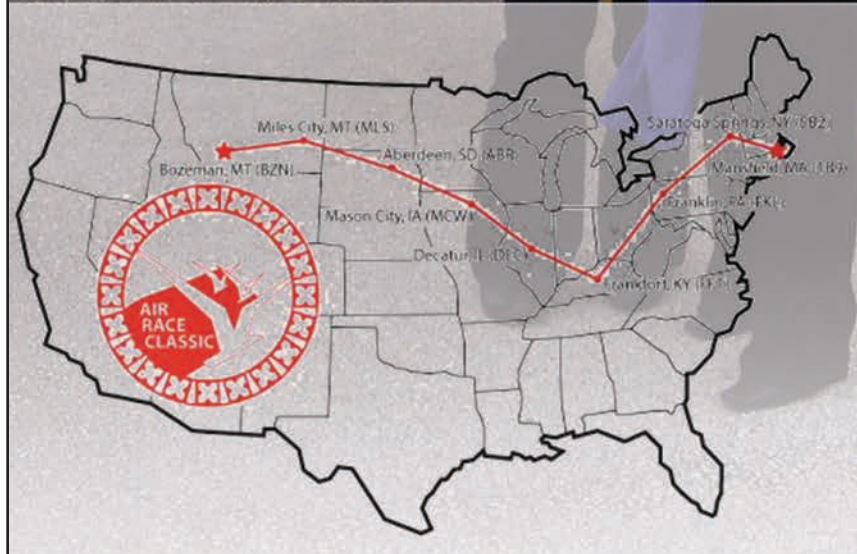 Miles City, MT (MLS)
Saratoga Springs, NY (5B2)
Aberdeen, SD (ABR)
Bozeman, MT (BZN)
Mansfield, MA (1B9)
Franklin, PA (FKL)
Mason City, IA (MCW)
Decatur, IL (DEC)
Frankfort, KY (FFT)
AIR
RACE
CLASSIC